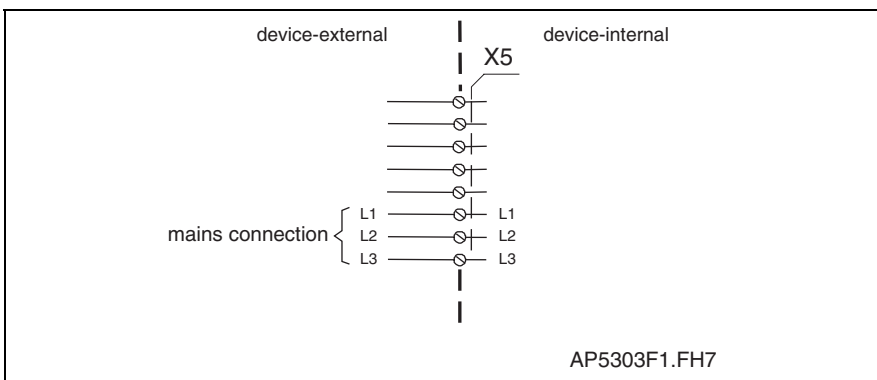 device-external device-internal
X5
L1 L1
mains connection L2 L2
L3 L3
AP5303F1.FH7